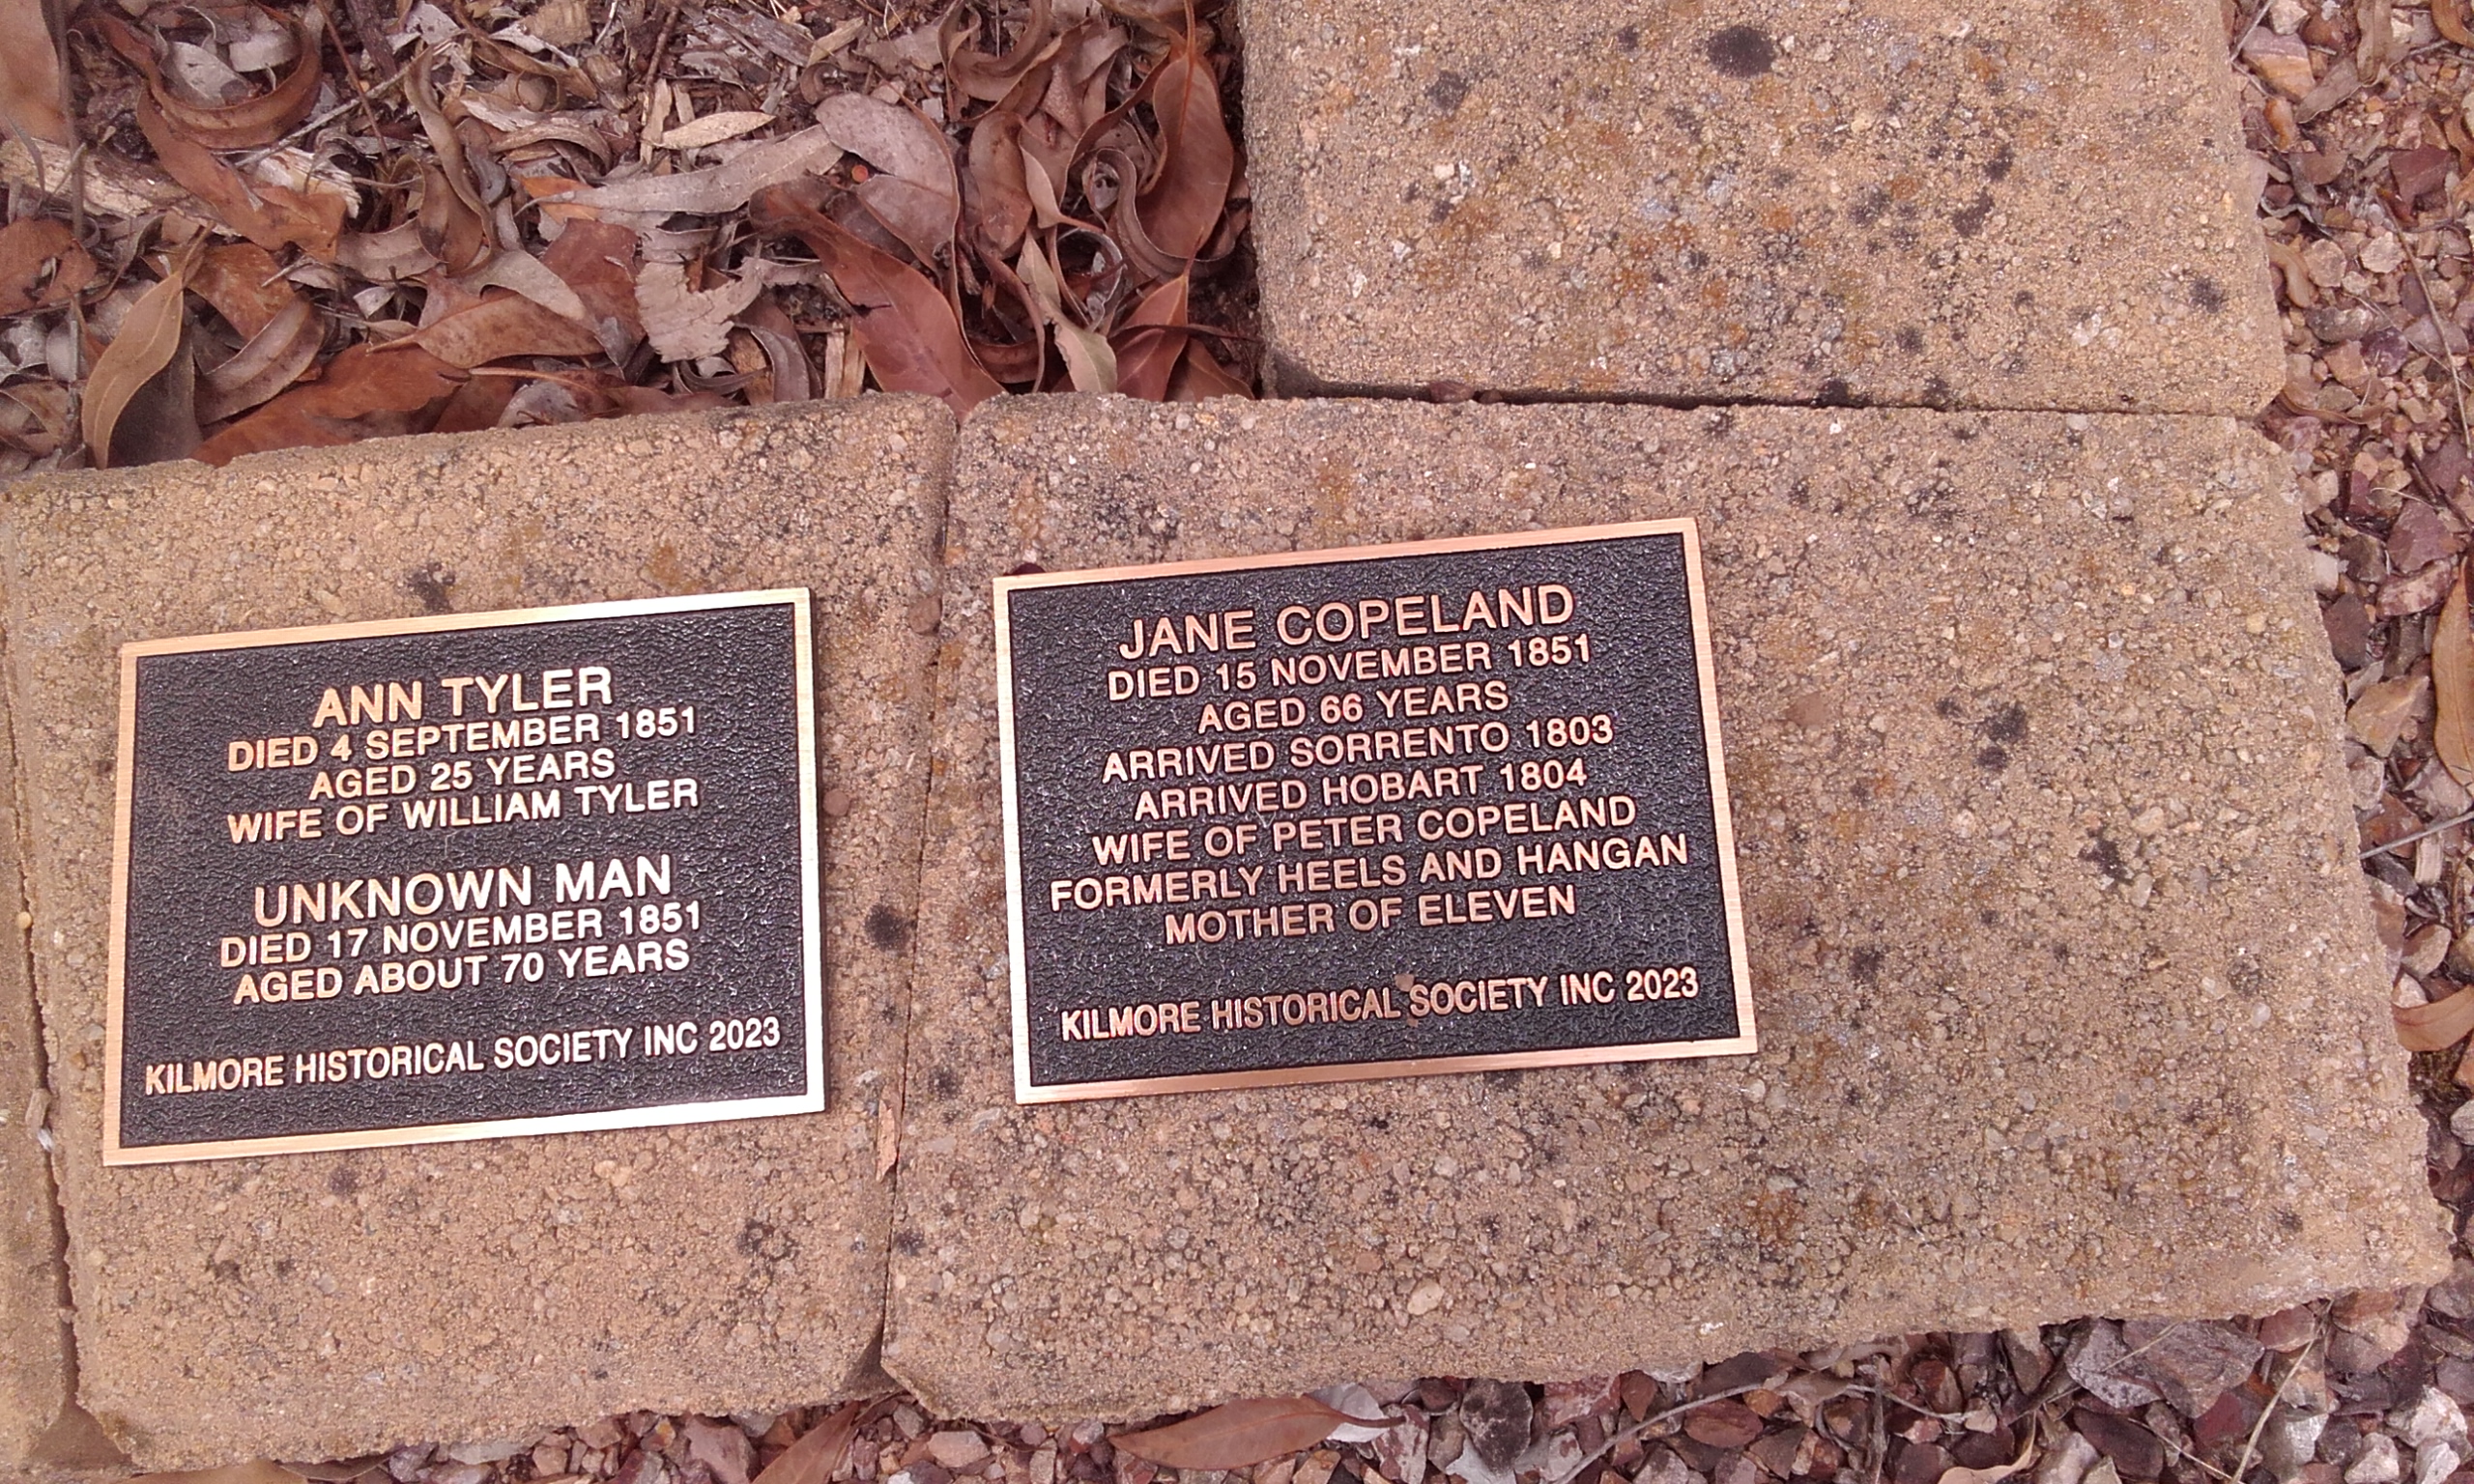 ANN TYLER
DIED 4 SEPTEMBER 1851
AGED 25 YEARS
WIFE OF WILLIAM TYLER
UNKNOWN MAN
DIED 17 NOVEMBER 1851
AGED ABOUT 70 YEARS
KILMORE HISTORICAL SOCIETY INC 2023
JANE COPELAND
DIED 15 NOVEMBER 1851
AGED 66 YEARS
ARRIVED SORRENTO 1803
ARRIVED HOBART 1804
WIFE OF PETER COPELAND
FORMERLY HEELS AND HANGAN
MOTHER OF ELEVEN
KILMORE HISTORICAL SOCIETY INC 2023